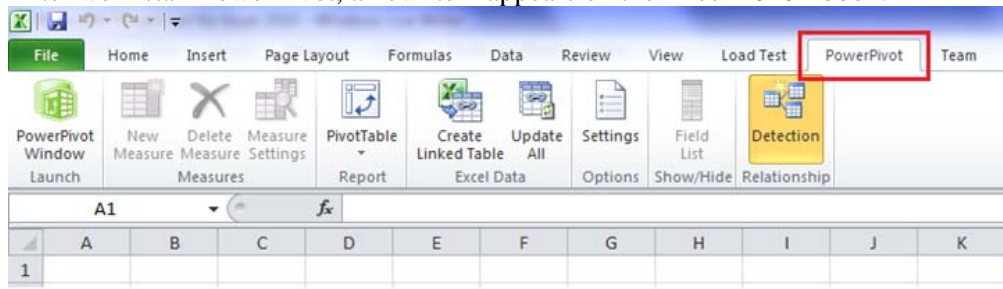 File Home Insert Page Layout Formulas Data Review View Load Test PowerPivot Team
PowerPivot New Delete Measure PivotTable Create Update Settings Field Detection
Window Measure Measure Settings Linked Table All List
Launch Measures Report Excel Data Options Show/Hide Relationship
A1 fx
A B C D E F G H I J K
1